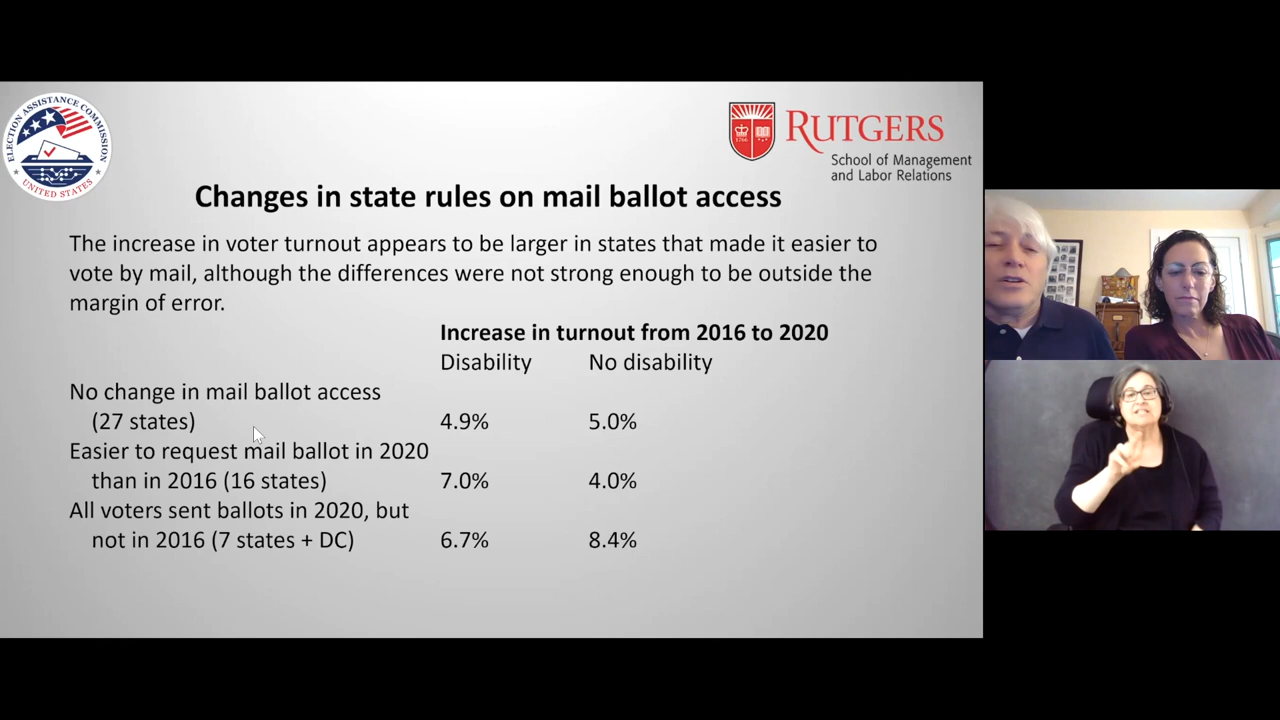 ELECTION ASSISTANCE COMMISSION
UNITED STATES
RUTGERS
1766
School of Management
and Labor Relations
Changes in state rules on mail ballot access
The increase in voter turnout appears to be larger in states that made it easier to
vote by mail, although the differences were not strong enough to be outside the
margin of error.
Increase in turnout from 2016 to 2020
Disability No disability
No change in mail ballot access
(27 states) 4.9% 5.0%
Easier to request mail ballot in 2020
than in 2016 (16 states) 7.0% 4.0%
All voters sent ballots in 2020, but
not in 2016 (7 states + DC) 6.7% 8.4%